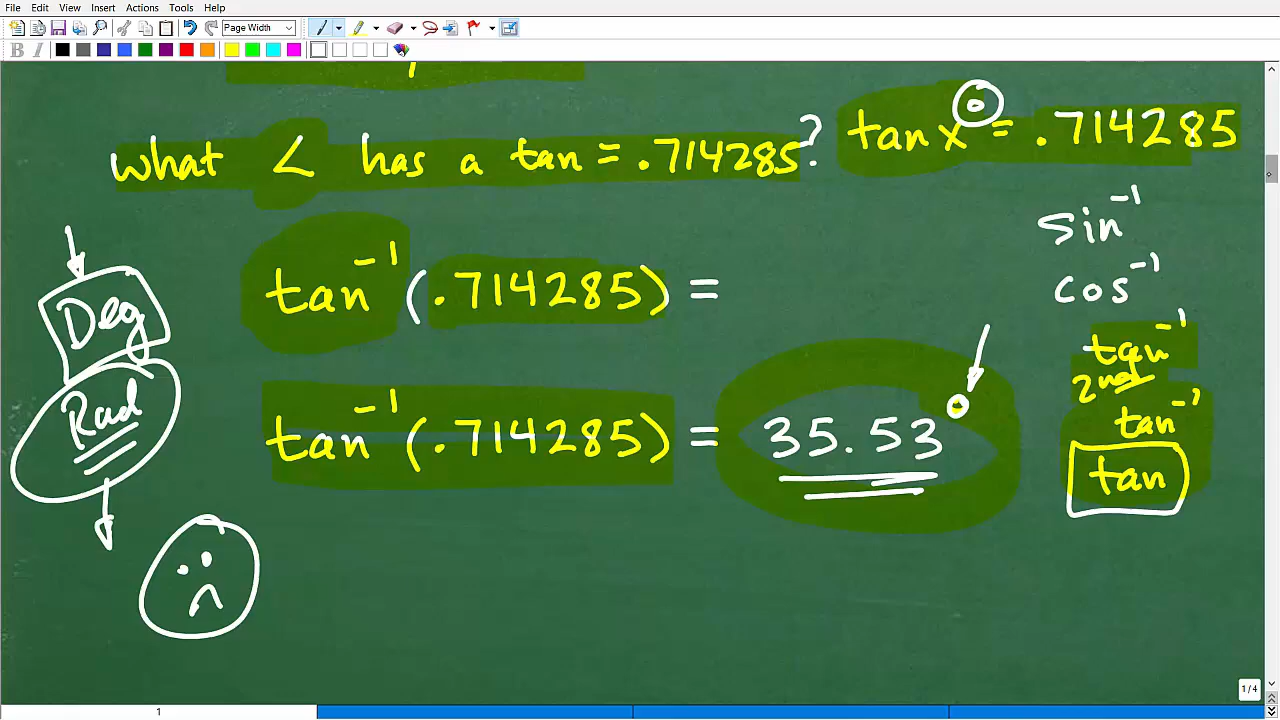 File Edit View Insert Actions Tools Help
Page Width
B I
what ∠ has a tan = .714285?
tan x° = .714285
sin⁻¹
cos⁻¹
tan⁻¹
2nd
tan⁻¹
tan
Deg
Rad
tan⁻¹(.714285) =
tan⁻¹(.714285) = 35.53°
1/4
1